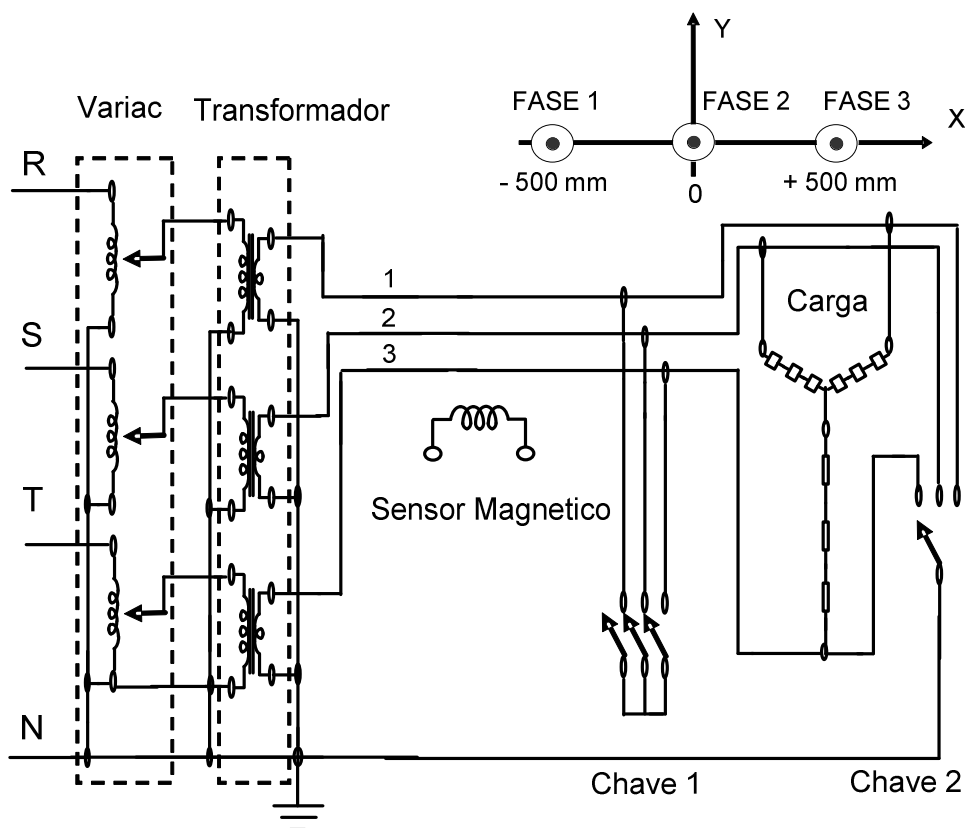 Y
FASE 1
FASE 2
FASE 3
X
- 500 mm
0
+ 500 mm
Variac
Transformador
R
S
T
N
1
2
3
Carga
Sensor Magnetico
Chave 1
Chave 2